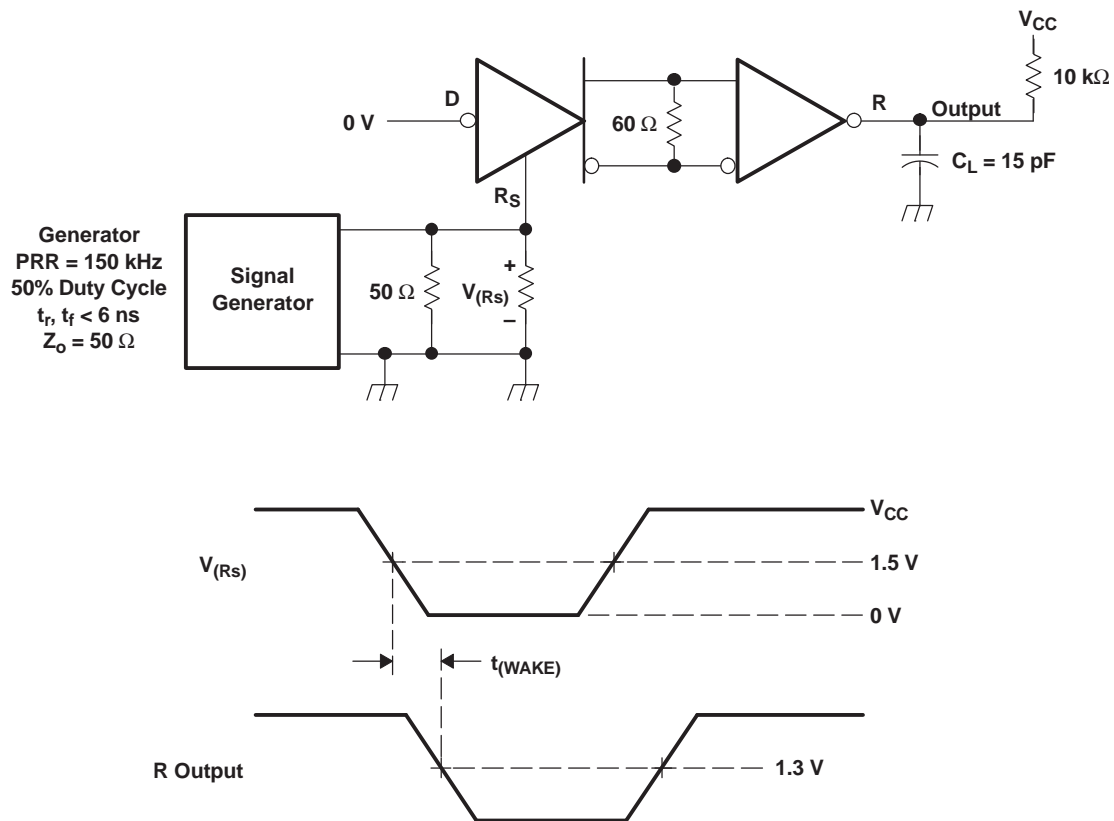 V_CC
10 kΩ
D
R
Output
0 V
60 Ω
C_L = 15 pF
R_S
Generator
PRR = 150 kHz
50% Duty Cycle
t_r, t_f < 6 ns
Z_o = 50 Ω
Signal
Generator
50 Ω
+
V_(Rs)
–
V_CC
V_(Rs)
1.5 V
0 V
t_(WAKE)
R Output
1.3 V